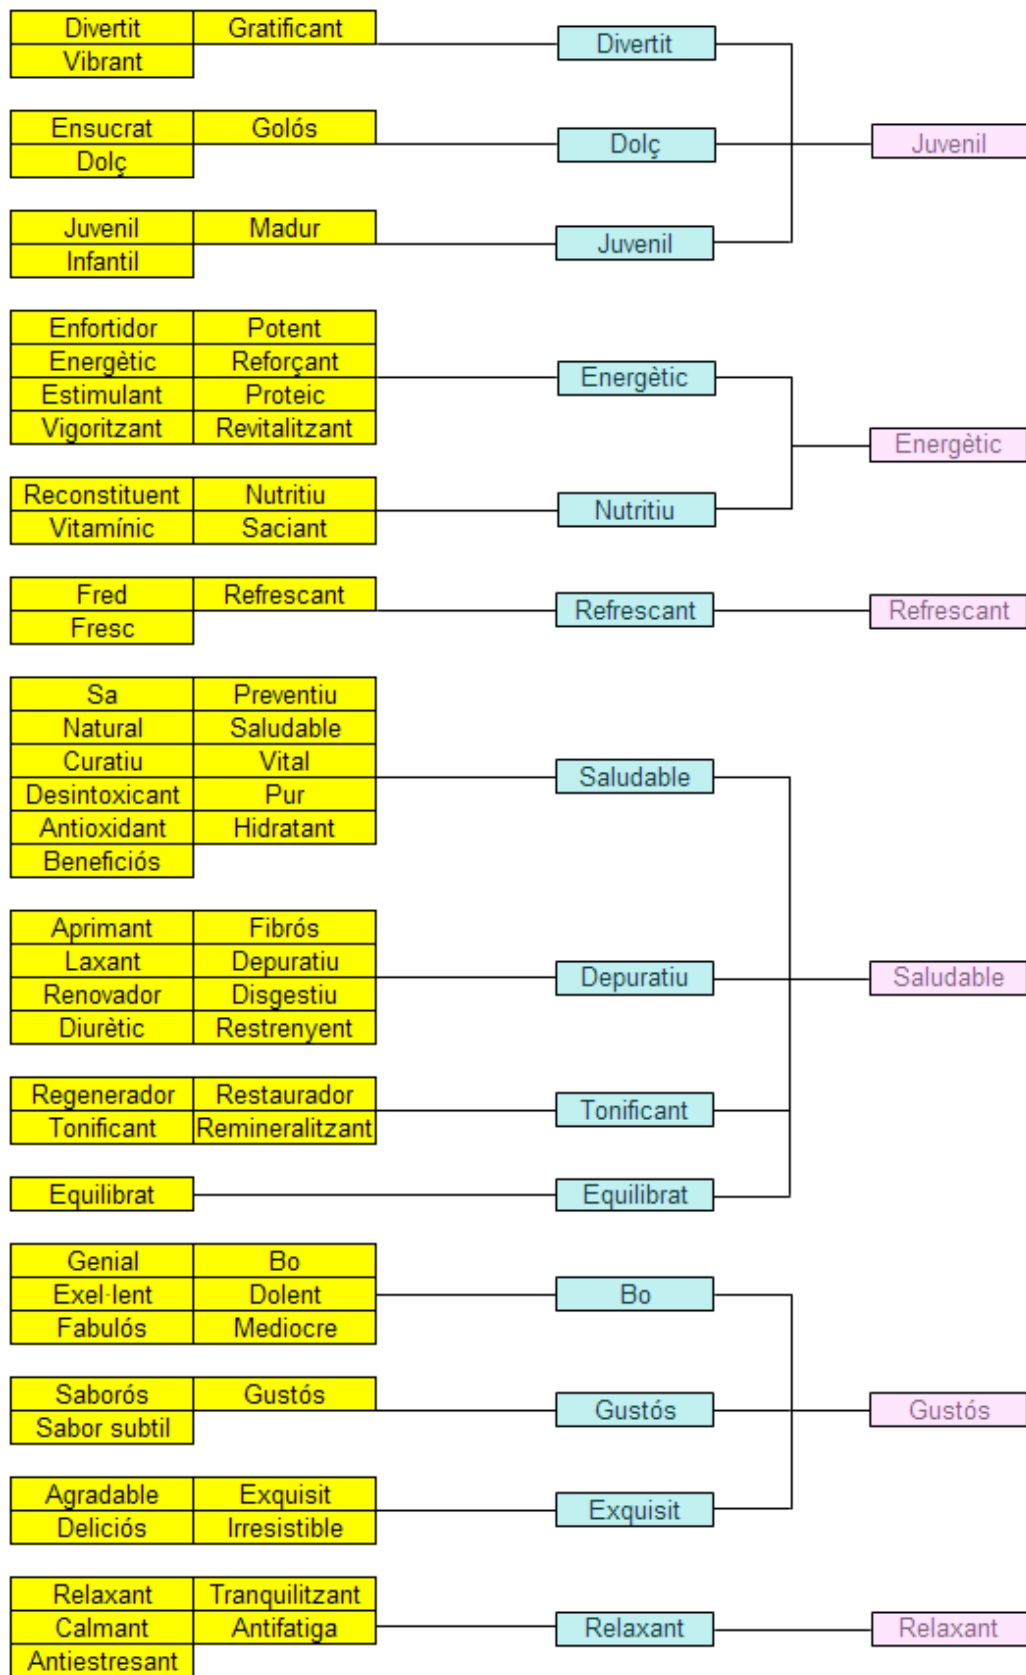 Divertit Gratificant
Vibrant
Divertit
Ensucrat Golós
Dolç
Dolç
Juvenil
Juvenil Madur
Infantil
Juvenil
Enfortidor Potent
Energètic Reforçant
Estimulant Proteic
Vigoritzant Revitalitzant
Energètic
Energètic
Reconstituent Nutritiu
Vitamínic Saciant
Nutritiu
Fred Refrescant
Fresc
Refrescant
Refrescant
Sa Preventiu
Natural Saludable
Curatiu Vital
Desintoxicant Pur
Antioxidant Hidratant
Beneficiós
Saludable
Aprimant Fibrós
Laxant Depuratiu
Renovador Disgestiu
Diurètic Restrenyent
Depuratiu
Saludable
Regenerador Restaurador
Tonificant Remineralitzant
Tonificant
Equilibrat
Equilibrat
Genial Bo
Exel·lent Dolent
Fabulós Mediocre
Bo
Saborós Gustós
Sabor subtil
Gustós
Gustós
Agradable Exquisit
Deliciós Irresistible
Exquisit
Relaxant Tranquilitzant
Calmant Antifatiga
Antiestresant
Relaxant
Relaxant